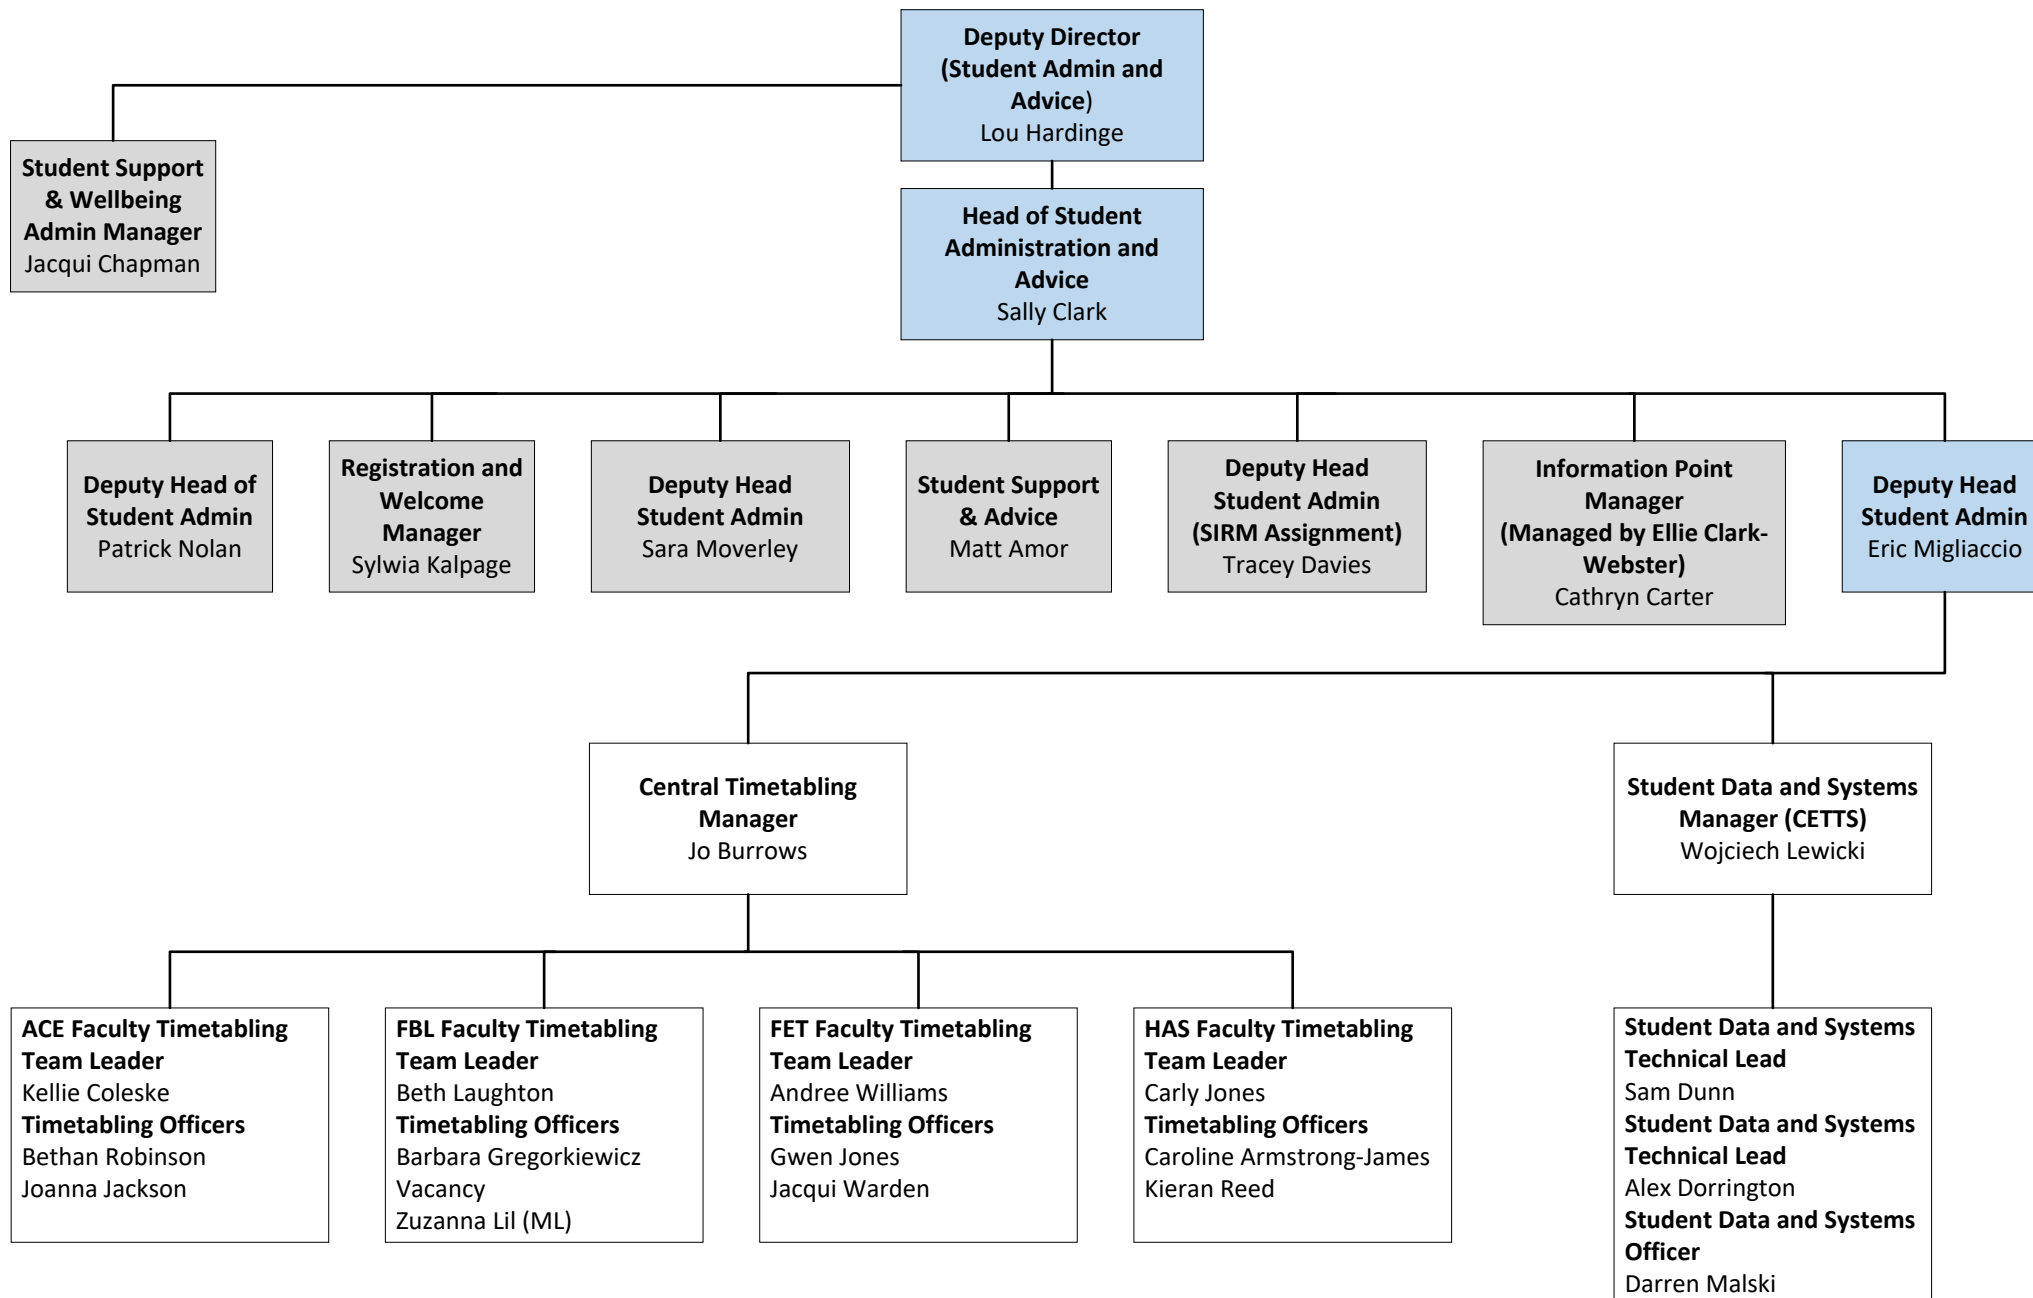 Deputy Director
(Student Admin and
Advice)
Lou Hardinge
Student Support
& Wellbeing
Admin Manager
Jacqui Chapman
Head of Student
Administration and
Advice
Sally Clark
Deputy Head of
Student Admin
Patrick Nolan
Registration and
Welcome
Manager
Sylwia Kalpage
Deputy Head
Student Admin
Sara Moverley
Student Support
& Advice
Matt Amor
Deputy Head
Student Admin
(SIRM Assignment)
Tracey Davies
Information Point
Manager
(Managed by Ellie Clark-
Webster)
Cathryn Carter
Deputy Head
Student Admin
Eric Migliaccio
Central Timetabling
Manager
Jo Burrows
Student Data and Systems
Manager (CETTS)
Wojciech Lewicki
ACE Faculty Timetabling
Team Leader
Kellie Coleske
Timetabling Officers
Bethan Robinson
Joanna Jackson
FBL Faculty Timetabling
Team Leader
Beth Laughton
Timetabling Officers
Barbara Gregorkiewicz
Vacancy
Zuzanna Lil (ML)
FET Faculty Timetabling
Team Leader
Andree Williams
Timetabling Officers
Gwen Jones
Jacqui Warden
HAS Faculty Timetabling
Team Leader
Carly Jones
Timetabling Officers
Caroline Armstrong-James
Kieran Reed
Student Data and Systems
Technical Lead
Sam Dunn
Student Data and Systems
Technical Lead
Alex Dorrington
Student Data and Systems
Officer
Darren Malski